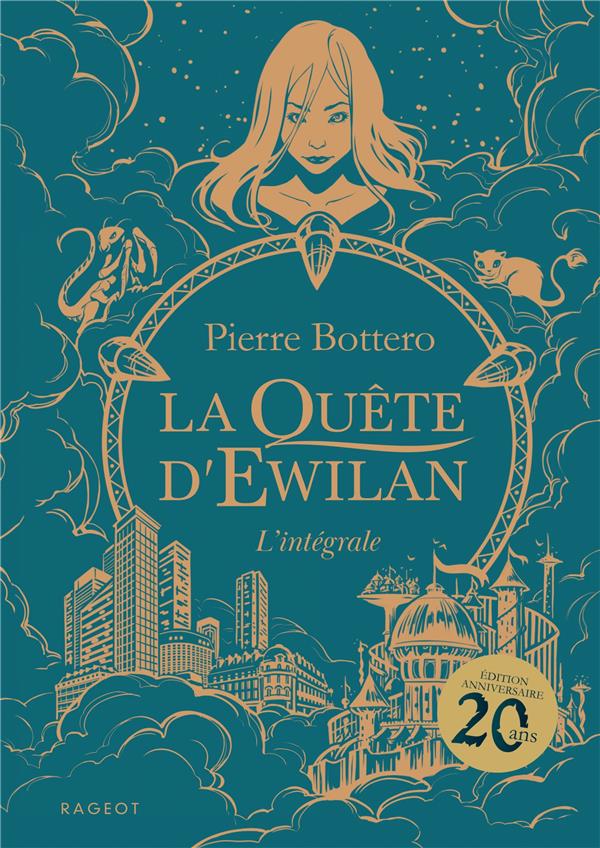 Pierre Bottero
LA QUÊTE
D'EWILAN
L'intégrale
ÉDITION
ANNIVERSAIRE
20 ans
RAGEOT